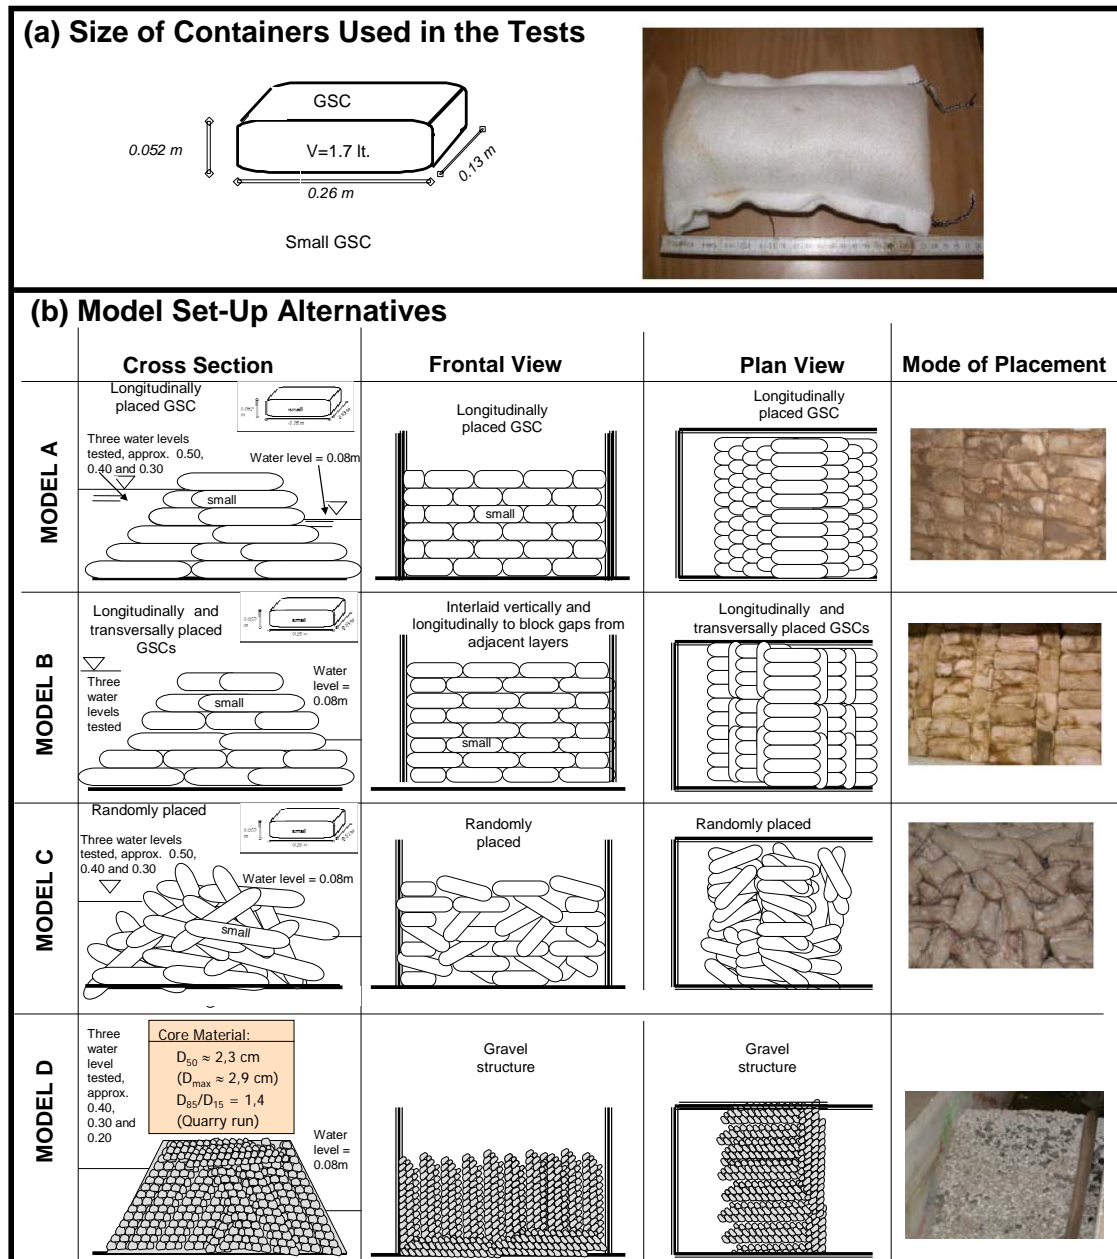 (a) Size of Containers Used in the Tests
GSC
0.052 m
V=1.7 lt.
0.13 m
0.26 m
Small GSC
(b) Model Set-Up Alternatives
Cross Section
Frontal View
Plan View
Mode of Placement
MODEL A
Longitudinally
placed GSC
small
Three water levels
tested, approx. 0.50,
0.40 and 0.30
Water level = 0.08m
small
Longitudinally
placed GSC
small
Longitudinally
placed GSC
MODEL B
Longitudinally and
transversally placed
GSCs
small
Three
water
levels
tested
Water
level =
0.08m
small
Interlaid vertically and
longitudinally to block gaps from
adjacent layers
small
Longitudinally and
transversally placed GSCs
MODEL C
Randomly placed
small
Three water levels
tested, approx. 0.50,
0.40 and 0.30
Water level = 0.08m
small
Randomly
placed
Randomly placed
MODEL D
Three
water
level
tested,
approx.
0.40,
0.30 and
0.20
Core Material:
D50 ≈ 2,3 cm
(Dmax ≈ 2,9 cm)
D85/D15 = 1,4
(Quarry run)
Water
level =
0.08m
Gravel
structure
Gravel
structure